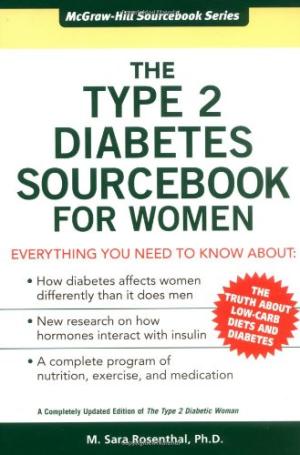 McGraw-Hill Sourcebook Series
THE
TYPE 2
DIABETES
SOURCEBOOK
FOR WOMEN
EVERYTHING YOU NEED TO KNOW ABOUT:
• How diabetes affects women
differently than it does men
• New research on how
hormones interact with insulin
• A complete program of
nutrition, exercise, and medication
THE
TRUTH ABOUT
LOW-CARB
DIETS AND
DIABETES
A Completely Updated Edition of The Type 2 Diabetic Woman
M. Sara Rosenthal, Ph.D.